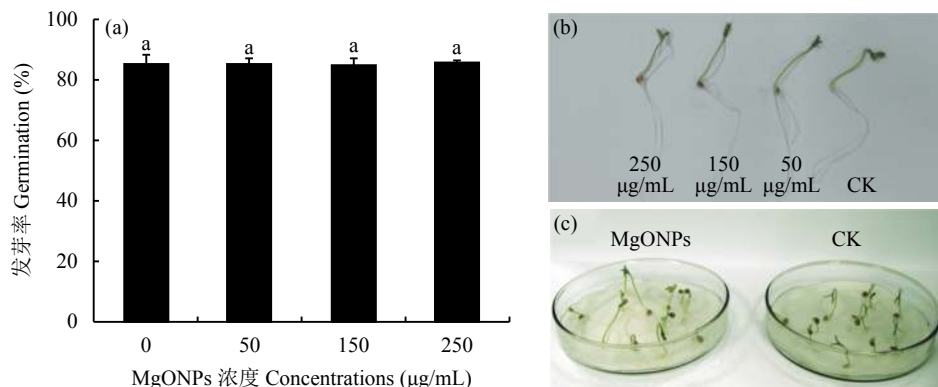 (a)
100
80
60
40
20
0
发芽率 Germination (%)
a a a a
0 50 150 250
MgONPs 浓度 Concentrations (μg/mL)
(b)
250 150 50
μg/mL μg/mL μg/mL CK
(c)
MgONPs CK